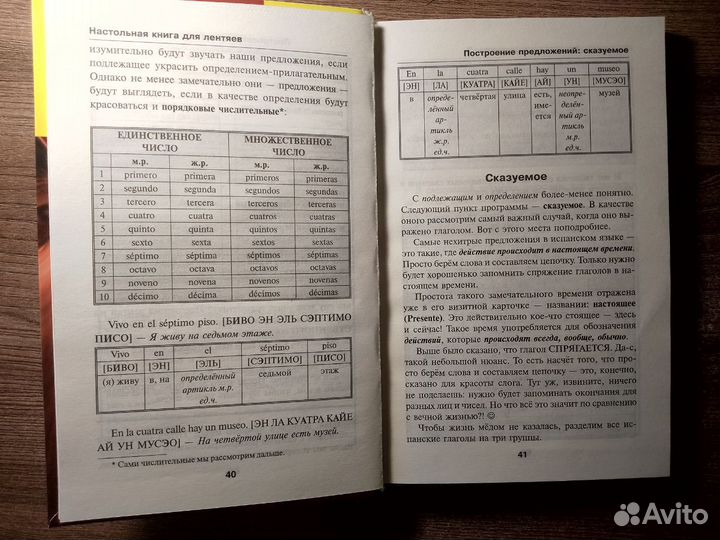 Настольная книга для лентяев
изумительно будут звучать наши предложения, если
подлежащее украсить определением-прилагательным.
Однако не менее замечательно они — предложения —
будут выглядеть, если в качестве определения будут
красоваться и порядковые числительные*:
ЕДИНСТВЕННОЕ ЧИСЛО МНОЖЕСТВЕННОЕ ЧИСЛО
м.р. ж.р. м.р. ж.р.
1 primero primera primeros primeras
2 segundo segunda segundos segundas
3 tercero tercera terceros terceras
4 cuatro cuatra cuatros cuatras
5 quinto quinta quintos quintas
6 sexto sexta sextos sextas
7 séptimo séptima séptimos séptimas
8 octavo octava octavos octavas
9 noveno novena novenos novenas
10 décimo décima décimos décimas
Vivo en el séptimo piso. [БИВО ЭН ЭЛЬ СЭПТИМО
ПИСО] — Я живу на седьмом этаже.
Vivo en el séptimo piso
[БИВО] [ЭН] [ЭЛЬ] [СЭПТИМО] [ПИСО]
(я) живу в, на определённый седьмой этаж
артикль м.р.
ед.ч.
En la cuatra calle hay un museo. [ЭН ЛА КУАТРА КАЙЕ
АЙ УН МУСЭО] — На четвёртой улице есть музей.
* Сами числительные мы рассмотрим дальше.
40
Построение предложений: сказуемое
En la cuatra calle hay un museo
[ЭН] [ЛА] [КУАТРА] [КАЙЕ] [АЙ] [УН] [МУСЭО]
в опреде- четвёртая улица есть, неопре- музей
лённый име- делён-
ар- ется ный ар-
тикль тикль
ж.р. м.р.
ед.ч. ед.ч.
Сказуемое
С подлежащим и определением более-менее понятно.
Следующий пункт программы — сказуемое. В качестве
оного рассмотрим самый важный случай, когда оно вы-
ражено глаголом. Вот с этого места поподробнее.
Самые нехитрые предложения в испанском языке —
это такие, где действие происходит в настоящем времени.
Просто берём слова и составляем цепочку. Только нужно
будет хорошенько запомнить спряжение глаголов в на-
стоящем времени.
Простота такого замечательного времени отражена
уже в его визитной карточке — названии: настоящее
(Presente). Это действительно кое-что стоящее — здесь
и сейчас! Такое время употребляется для обозначения
действий, которые происходят всегда, вообще, обычно.
Выше было сказано, что глагол СПРЯГАЕТСЯ. Да-с,
такой небольшой нюанс. То есть насчёт того, что про-
сто берём слова и составляем предложение — это, конечно,
сказано для красоты слога. Тут уж, извините, ничего
не поделаешь: нужно будет запоминать окончания для
разных лиц и чисел. Но что всё это значит по сравнению
с вечной жизнью?! ☺
Чтобы жизнь мёдом не казалась, разделим все ис-
панские глаголы на три группы.
41
Avito